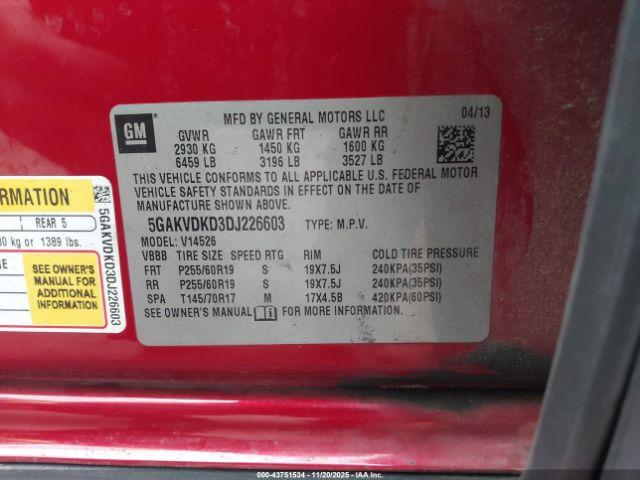 GM
MFD BY GENERAL MOTORS LLC 04/13
GVWR GAWR FRT GAWR RR
2930 KG 1450 KG 1600 KG
6459 LB 3196 LB 3527 LB
THIS VEHICLE CONFORMS TO ALL APPLICABLE U.S. FEDERAL MOTOR
VEHICLE SAFETY STANDARDS IN EFFECT ON THE DATE OF
MANUFACTURE SHOWN ABOVE.
5GAKVDKD3DJ226603 TYPE: M.P.V.
MODEL: V14526
VBBB TIRE SIZE SPEED RTG RIM COLD TIRE PRESSURE
FRT P255/60R19 S 19X7.5J 240KPA(35PSI)
RR P255/60R19 S 19X7.5J 240KPA(35PSI)
SPA T145/70R17 M 17X4.5B 420KPA(60PSI)
SEE OWNER'S MANUAL FOR MORE INFORMATION.
REAR 5
kg or 1389 lbs.
SEE OWNER'S
MANUAL FOR
ADDITIONAL
INFORMATION
5GAKVDKD3DJ226603
000-43751534 - 11/20/2025 - IAA Inc.